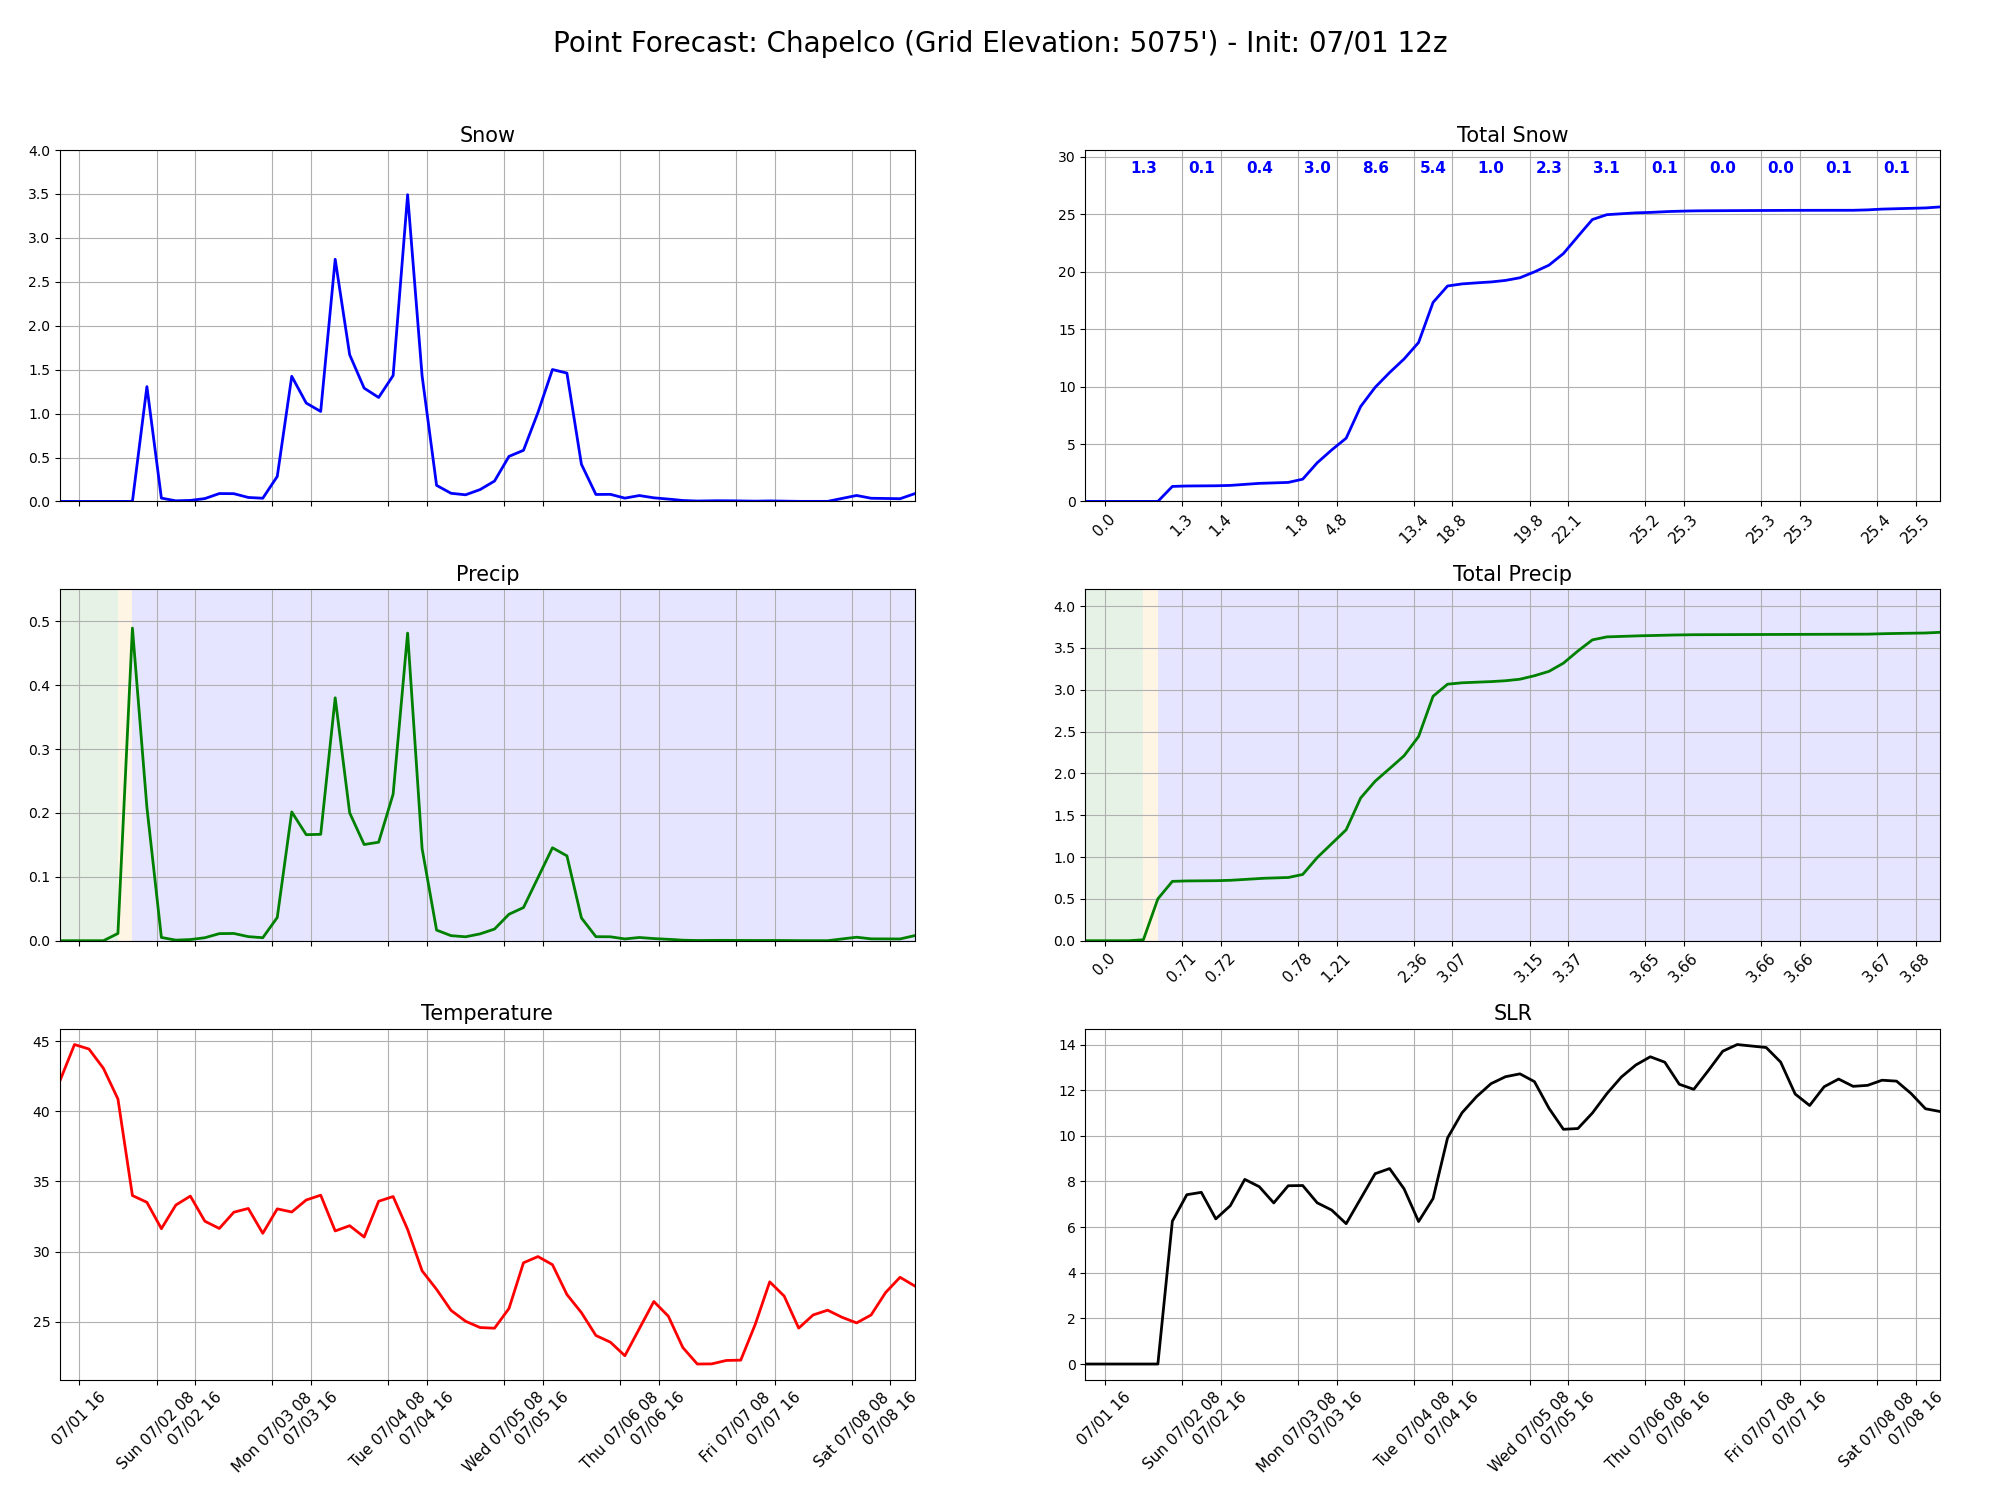 Point Forecast: Chapelco (Grid Elevation: 5075') - Init: 07/01 12z
Snow
4.0
3.5
3.0
2.5
2.0
1.5
1.0
0.5
0.0
Total Snow
30
25
20
15
10
5
0
1.3 0.1 0.4 3.0 8.6 5.4 1.0 2.3 3.1 0.1 0.0 0.0 0.1 0.1
0.0 1.3 1.4 1.8 4.8 13.4 18.8 19.8 22.1 25.2 25.3 25.3 25.3 25.4 25.5
Precip
0.5
0.4
0.3
0.2
0.1
0.0
Total Precip
4.0
3.5
3.0
2.5
2.0
1.5
1.0
0.5
0.0
0.0 0.71 0.72 0.78 1.21 2.36 3.07 3.15 3.37 3.65 3.66 3.66 3.66 3.67 3.68
Temperature
45
40
35
30
25
07/01 16
Sun 07/02 08
07/02 16
Mon 07/03 08
07/03 16
Tue 07/04 08
07/04 16
Wed 07/05 08
07/05 16
Thu 07/06 08
07/06 16
Fri 07/07 08
07/07 16
Sat 07/08 08
07/08 16
SLR
14
12
10
8
6
4
2
0
07/01 16
Sun 07/02 08
07/02 16
Mon 07/03 08
07/03 16
Tue 07/04 08
07/04 16
Wed 07/05 08
07/05 16
Thu 07/06 08
07/06 16
Fri 07/07 08
07/07 16
Sat 07/08 08
07/08 16